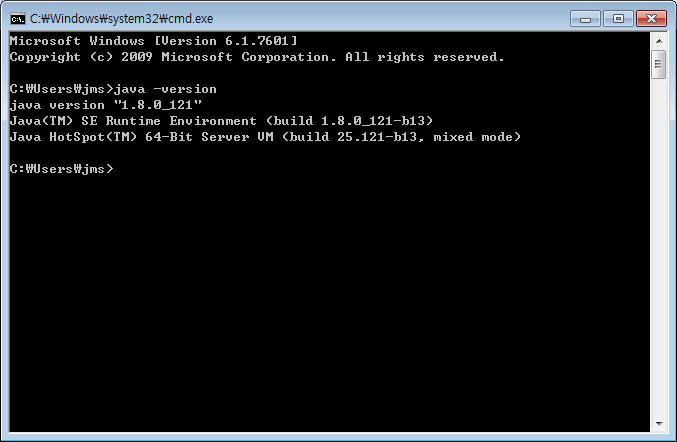 C:₩Windows₩system32₩cmd.exe
Microsoft Windows [Version 6.1.7601]
Copyright (c) 2009 Microsoft Corporation. All rights reserved.
C:₩Users₩jms>java -version
java version "1.8.0_121"
Java(TM) SE Runtime Environment (build 1.8.0_121-b13)
Java HotSpot(TM) 64-Bit Server VM (build 25.121-b13, mixed mode)
C:₩Users₩jms>